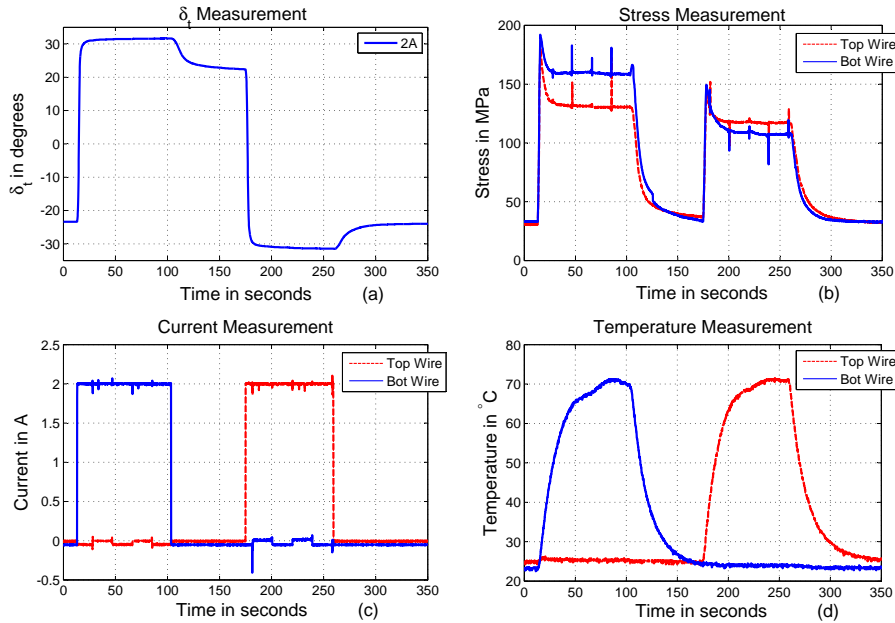 δt Measurement
2A
30
20
10
0
-10
-20
-30
δt in degrees
0 50 100 150 200 250 300 350
Time in seconds
(a)
Stress Measurement
Top Wire
Bot Wire
200
150
100
50
0
Stress in MPa
0 50 100 150 200 250 300 350
Time in seconds
(b)
Current Measurement
Top Wire
Bot Wire
2.5
2
1.5
1
0.5
0
-0.5
Current in A
0 50 100 150 200 250 300 350
Time in seconds
(c)
Temperature Measurement
Top Wire
Bot Wire
80
70
60
50
40
30
20
Temperature in °C
0 50 100 150 200 250 300 350
Time in seconds
(d)